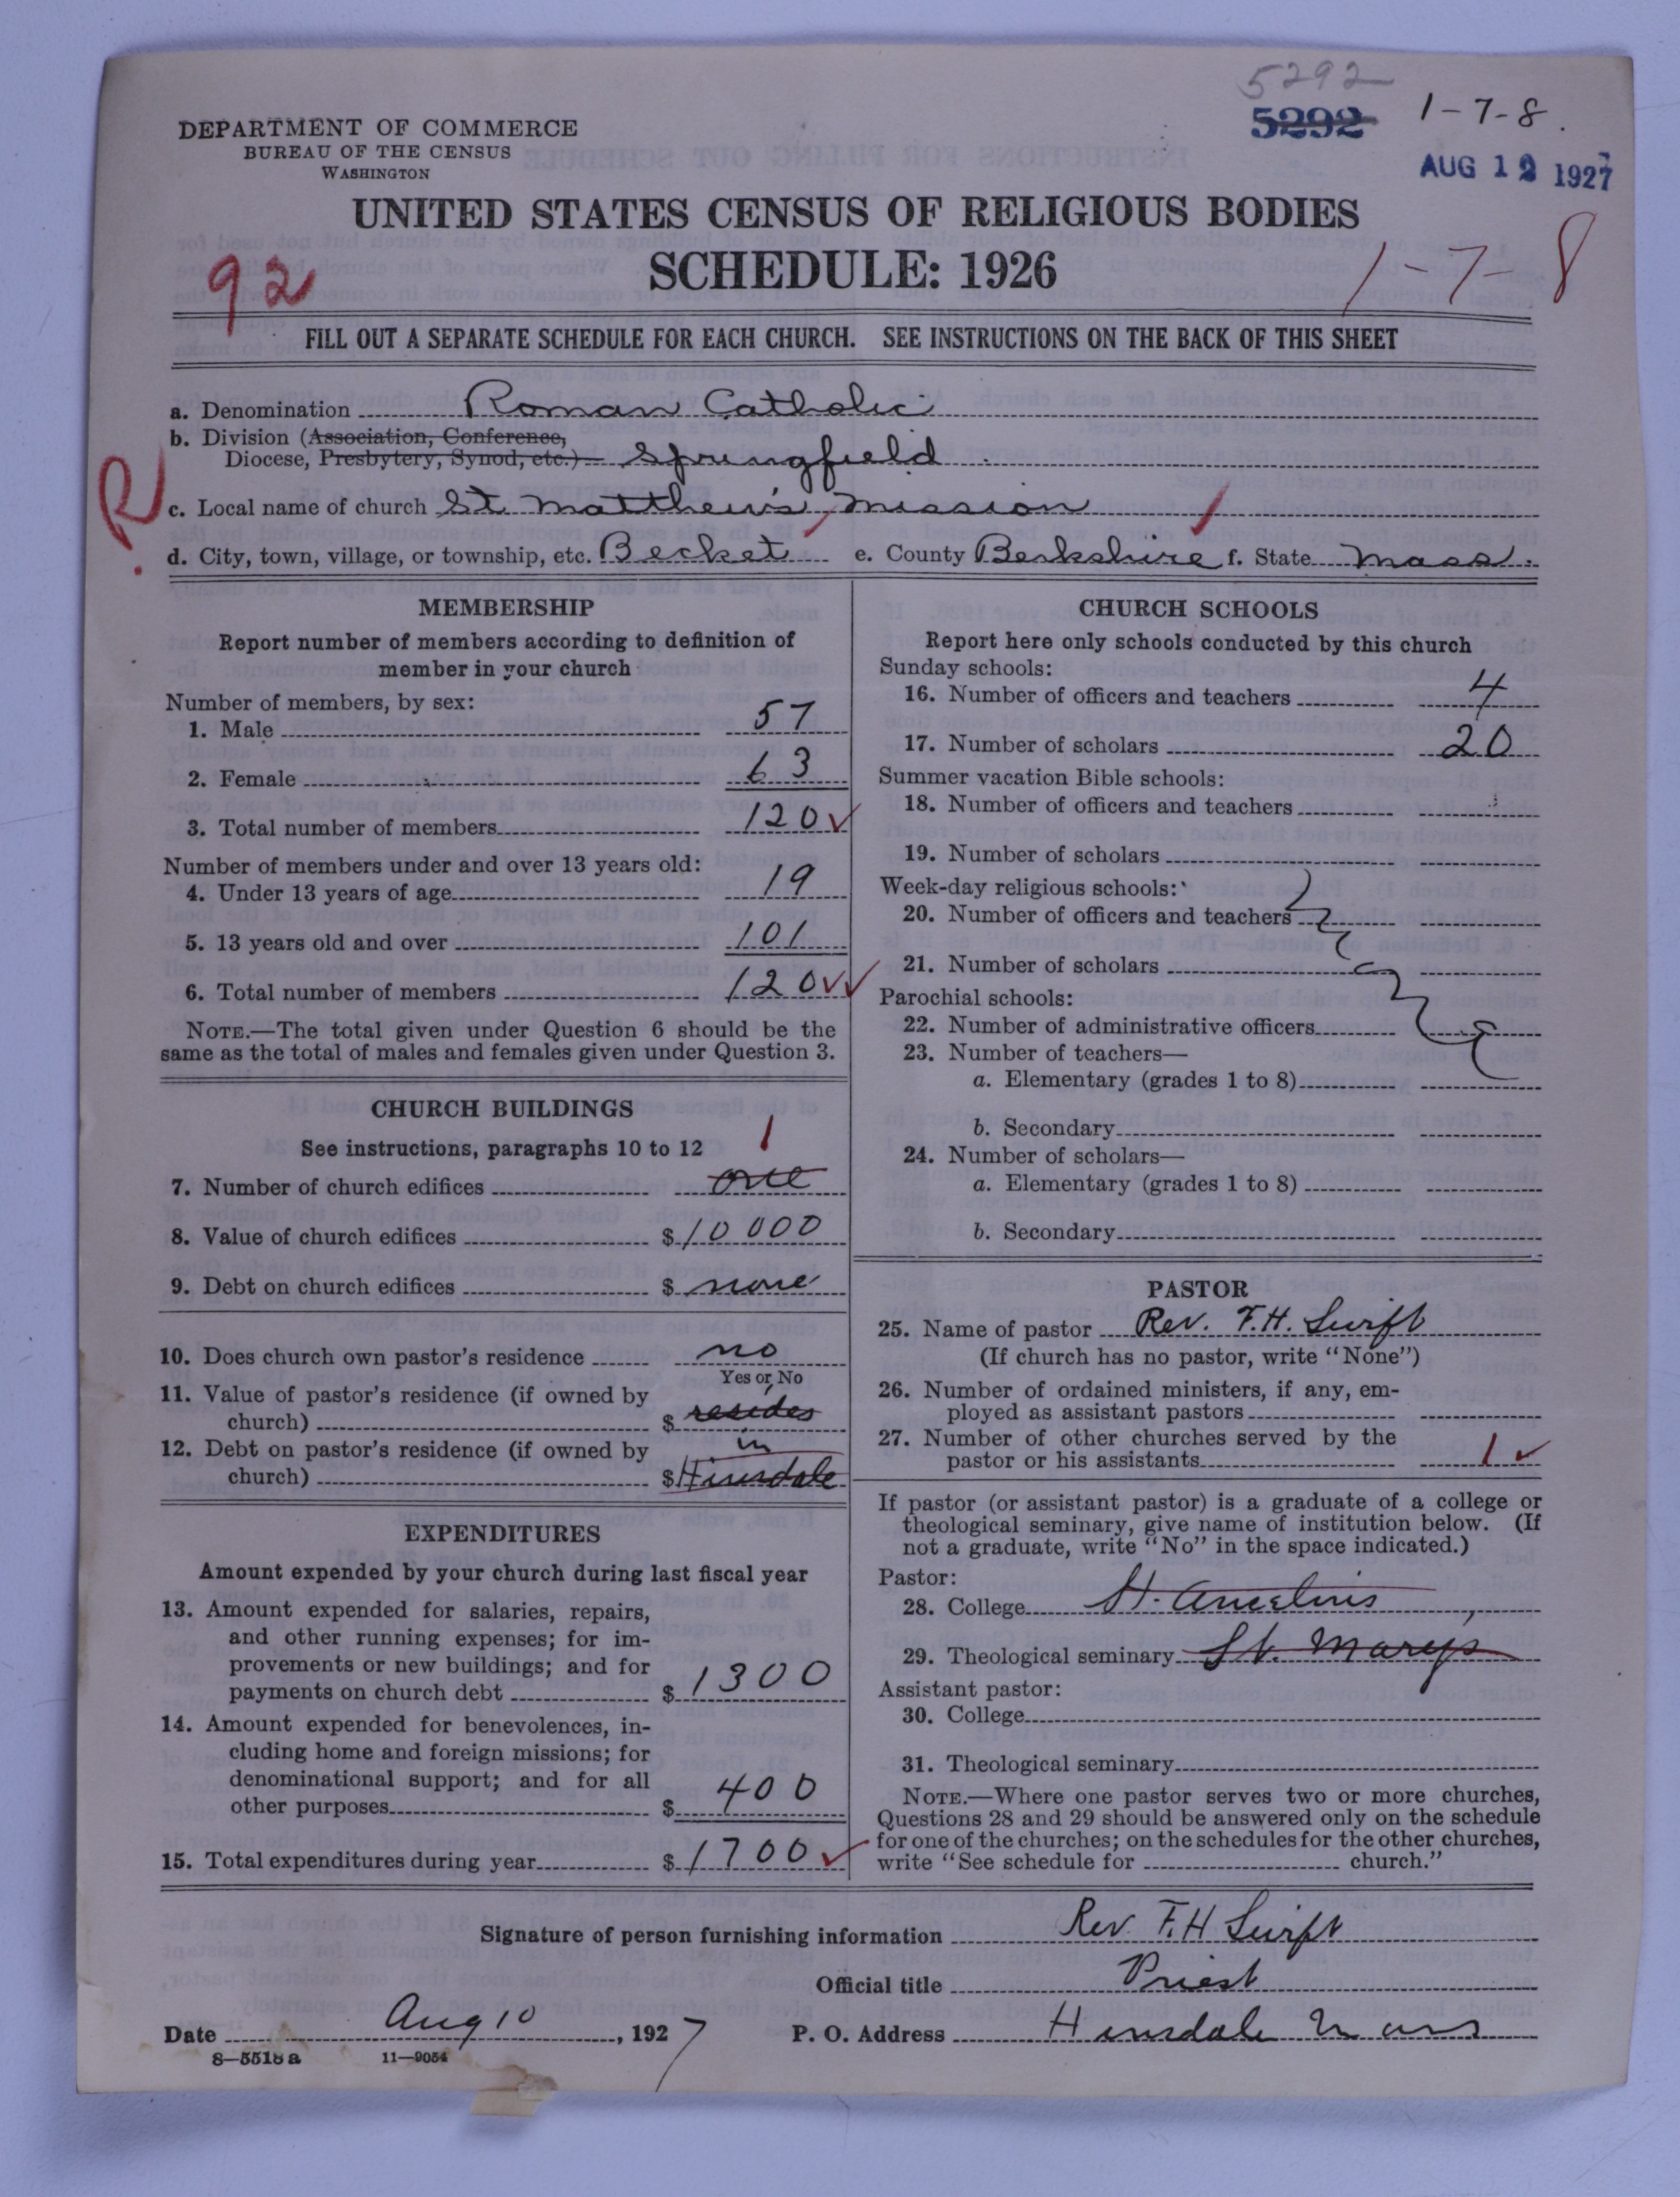 5292
5292 1-7-8.
DEPARTMENT OF COMMERCE
BUREAU OF THE CENSUS
WASHINGTON
AUG 12 1927
UNITED STATES CENSUS OF RELIGIOUS BODIES
92 SCHEDULE: 1926 1-7-8
FILL OUT A SEPARATE SCHEDULE FOR EACH CHURCH. SEE INSTRUCTIONS ON THE BACK OF THIS SHEET
a. Denomination Roman Catholic
b. Division (Association, Conference,
Diocese, Presbytery, Synod, etc.) Springfield
R
c. Local name of church St. Matthew's Mission
d. City, town, village, or township, etc. Becket e. County Berkshire f. State Mass.
MEMBERSHIP
Report number of members according to definition of
member in your church
Number of members, by sex:
1. Male 57
2. Female 63
3. Total number of members 120
Number of members under and over 13 years old:
4. Under 13 years of age 19
5. 13 years old and over 101
6. Total number of members 120
NOTE.—The total given under Question 6 should be the
same as the total of males and females given under Question 3.
CHURCH BUILDINGS
See instructions, paragraphs 10 to 12 1
7. Number of church edifices one
8. Value of church edifices $10000
9. Debt on church edifices $ none
10. Does church own pastor's residence no
Yes or No
11. Value of pastor's residence (if owned by
church) $ resides
12. Debt on pastor's residence (if owned by in
church) $ Hinsdale
EXPENDITURES
Amount expended by your church during last fiscal year
13. Amount expended for salaries, repairs,
and other running expenses; for im-
provements or new buildings; and for
payments on church debt $ 1300
14. Amount expended for benevolences, in-
cluding home and foreign missions; for
denominational support; and for all
other purposes $ 400
15. Total expenditures during year $ 1700
CHURCH SCHOOLS
Report here only schools conducted by this church
Sunday schools:
16. Number of officers and teachers 4
17. Number of scholars 20
Summer vacation Bible schools:
18. Number of officers and teachers
19. Number of scholars
Week-day religious schools:
20. Number of officers and teachers
21. Number of scholars
Parochial schools:
22. Number of administrative officers
23. Number of teachers—
a. Elementary (grades 1 to 8)
b. Secondary
24. Number of scholars—
a. Elementary (grades 1 to 8)
b. Secondary
PASTOR
25. Name of pastor Rev. F.H. Swift
(If church has no pastor, write "None")
26. Number of ordained ministers, if any, em-
ployed as assistant pastors
27. Number of other churches served by the
pastor or his assistants 1
If pastor (or assistant pastor) is a graduate of a college or
theological seminary, give name of institution below. (If
not a graduate, write "No" in the space indicated.)
Pastor:
28. College St. Anselms
29. Theological seminary St. Mary's
Assistant pastor:
30. College
31. Theological seminary
NOTE.—Where one pastor serves two or more churches,
Questions 28 and 29 should be answered only on the schedule
for one of the churches; on the schedules for the other churches,
write "See schedule for church."
Signature of person furnishing information Rev. F.H Swift
Official title Priest
Date Aug 10, 1927 P. O. Address Hinsdale Mass
8—5518a 11—9054